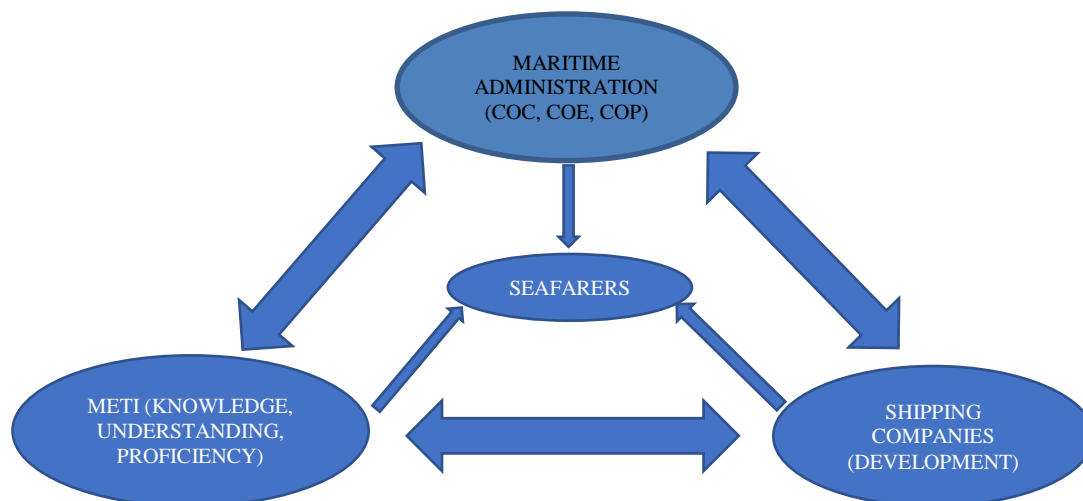 MARITIME
ADMINISTRATION
(COC, COE, COP)
SEAFARERS
METI (KNOWLEDGE,
UNDERSTANDING,
PROFICIENCY)
SHIPPING
COMPANIES
(DEVELOPMENT)